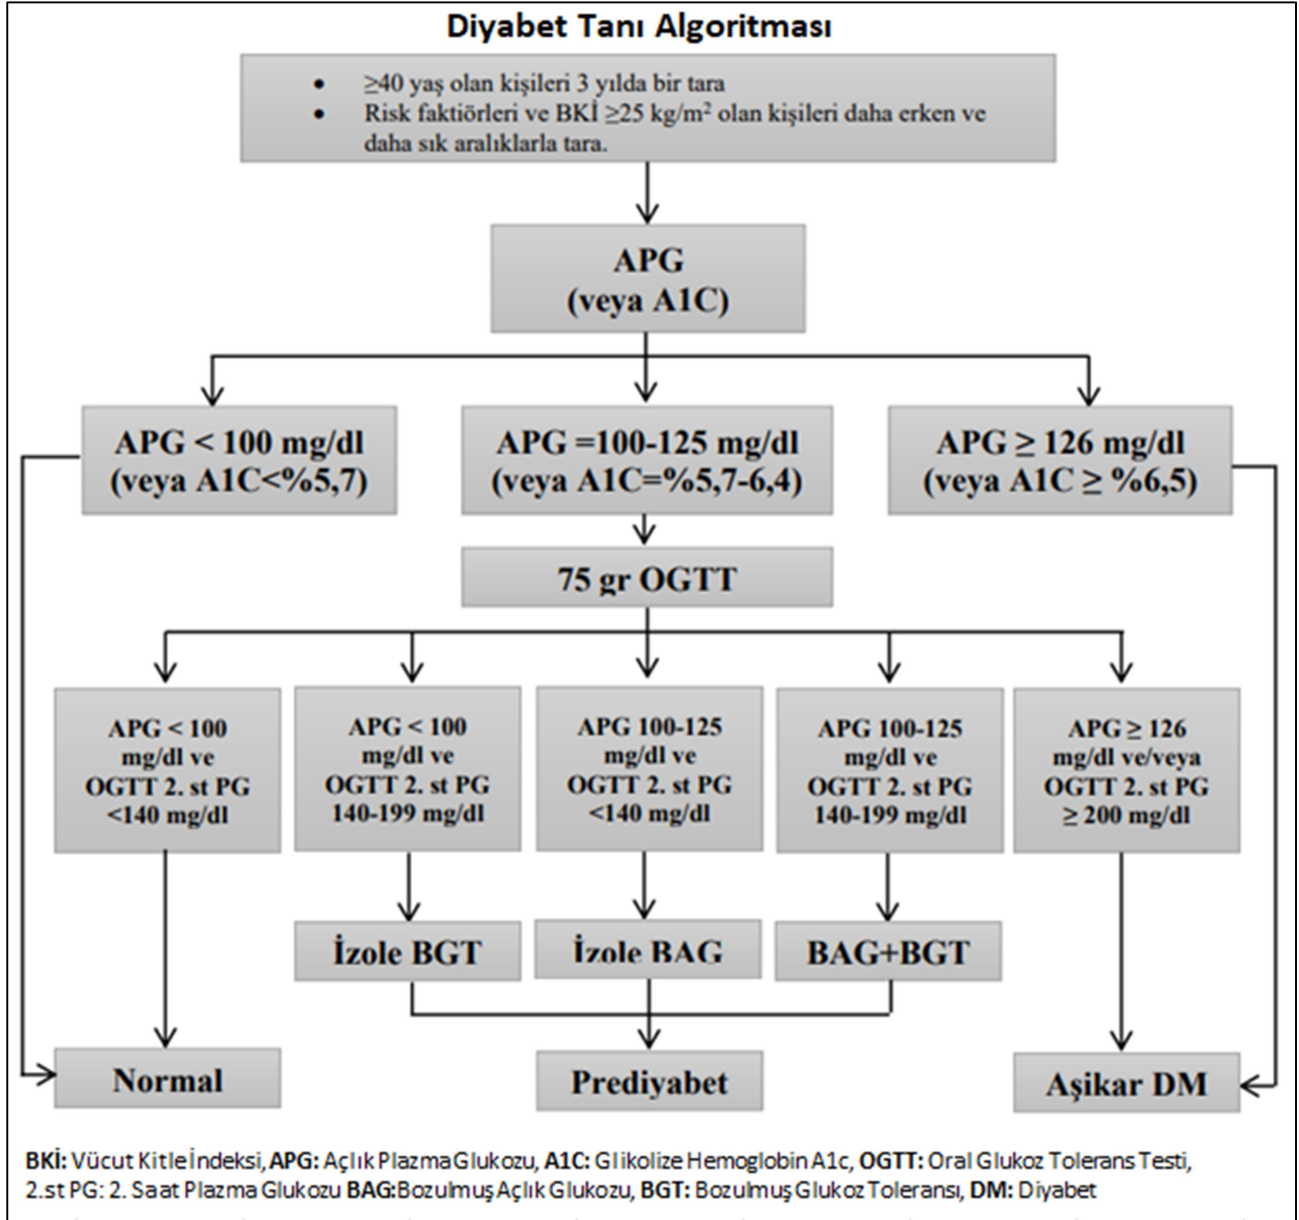 Diyabet Tanı Algoritması
• ≥40 yaş olan kişileri 3 yılda bir tara
• Risk faktiörleri ve BKİ ≥25 kg/m² olan kişileri daha erken ve
daha sık aralıklarla tara.
APG
(veya A1C)
APG < 100 mg/dl
(veya A1C<%5,7)
APG =100-125 mg/dl
(veya A1C=%5,7-6,4)
APG ≥ 126 mg/dl
(veya A1C ≥ %6,5)
75 gr OGTT
APG < 100
mg/dl ve
OGTT 2. st PG
<140 mg/dl
APG < 100
mg/dl ve
OGTT 2. st PG
140-199 mg/dl
APG 100-125
mg/dl ve
OGTT 2. st PG
<140 mg/dl
APG 100-125
mg/dl ve
OGTT 2. st PG
140-199 mg/dl
APG ≥ 126
mg/dl ve/veya
OGTT 2. st PG
≥ 200 mg/dl
İzole BGT
İzole BAG
BAG+BGT
Normal
Prediyabet
Aşikar DM
BKİ: Vücut Kitle İndeksi, APG: Açlık Plazma Glukozu, A1C: Glikolize Hemoglobin A1c, OGTT: Oral Glukoz Tolerans Testi,
2.st PG: 2. Saat Plazma Glukozu BAG:Bozulmuş Açlık Glukozu, BGT: Bozulmuş Glukoz Toleransı, DM: Diyabet